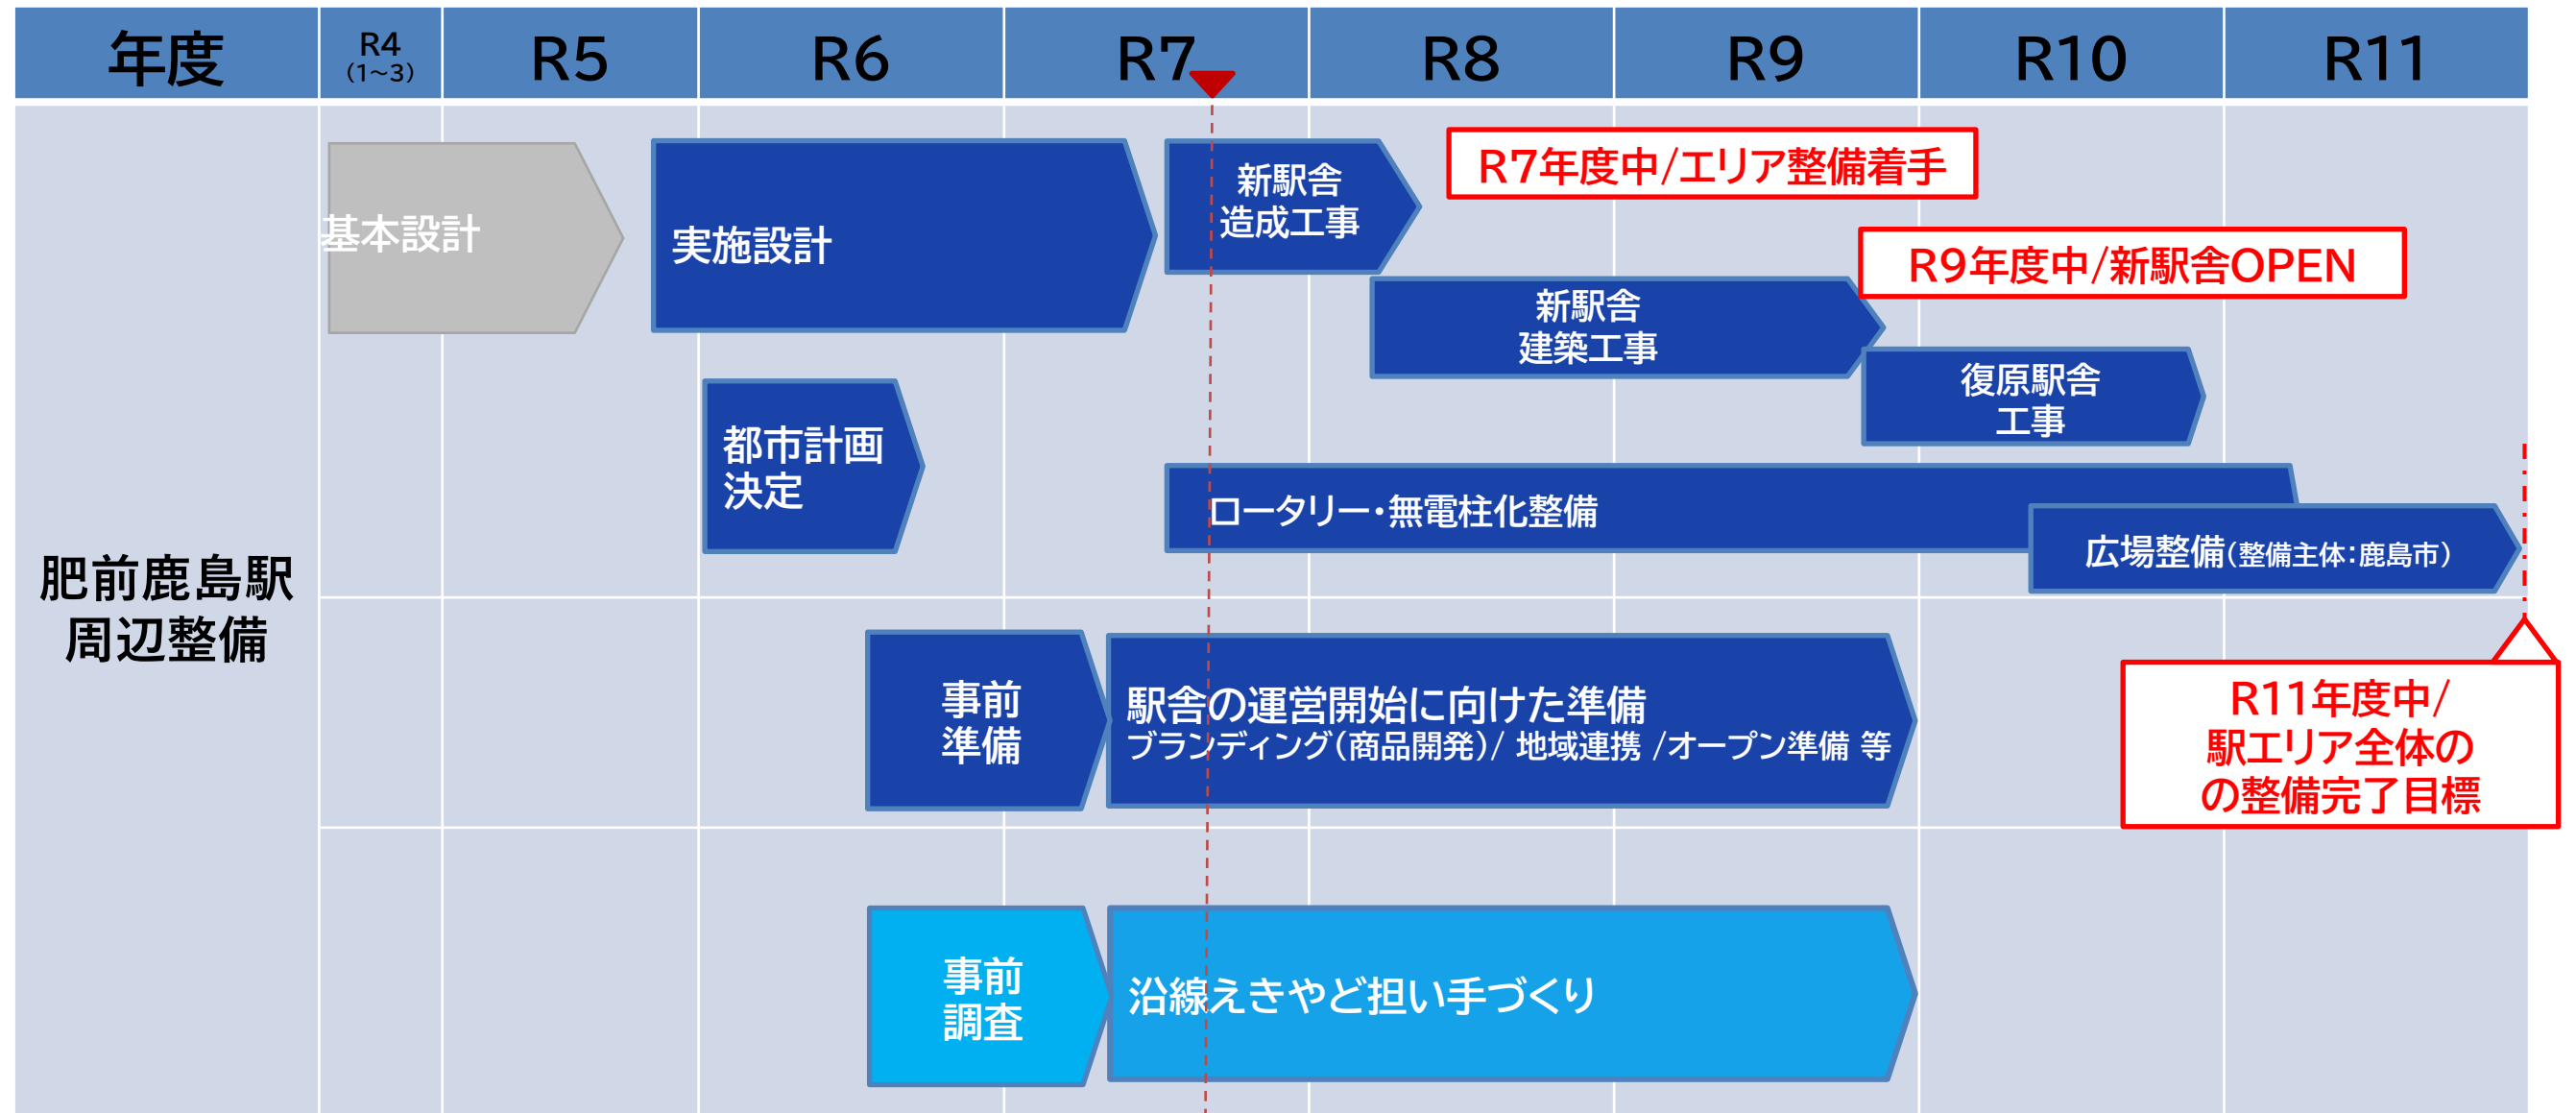 年度
R4
（1～3）
R5
R6
R7
R8
R9
R10
R11
肥前鹿島駅
周辺整備
基本設計
実施設計
新駅舎
造成工事
R7年度中/エリア整備着手
R9年度中/新駅舎OPEN
新駅舎
建築工事
復原駅舎
工事
都市計画
決定
ロータリー・無電柱化整備
広場整備（整備主体：鹿島市）
事前
準備
駅舎の運営開始に向けた準備
ブランディング（商品開発）/ 地域連携 /オープン準備 等
R11年度中/
駅エリア全体の
の整備完了目標
事前
調査
沿線えきやど担い手づくり